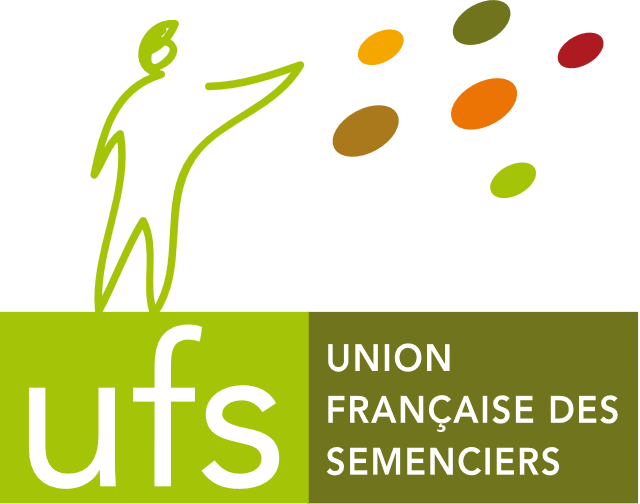 ufs
UNION
FRANÇAISE DES
SEMENCIERS